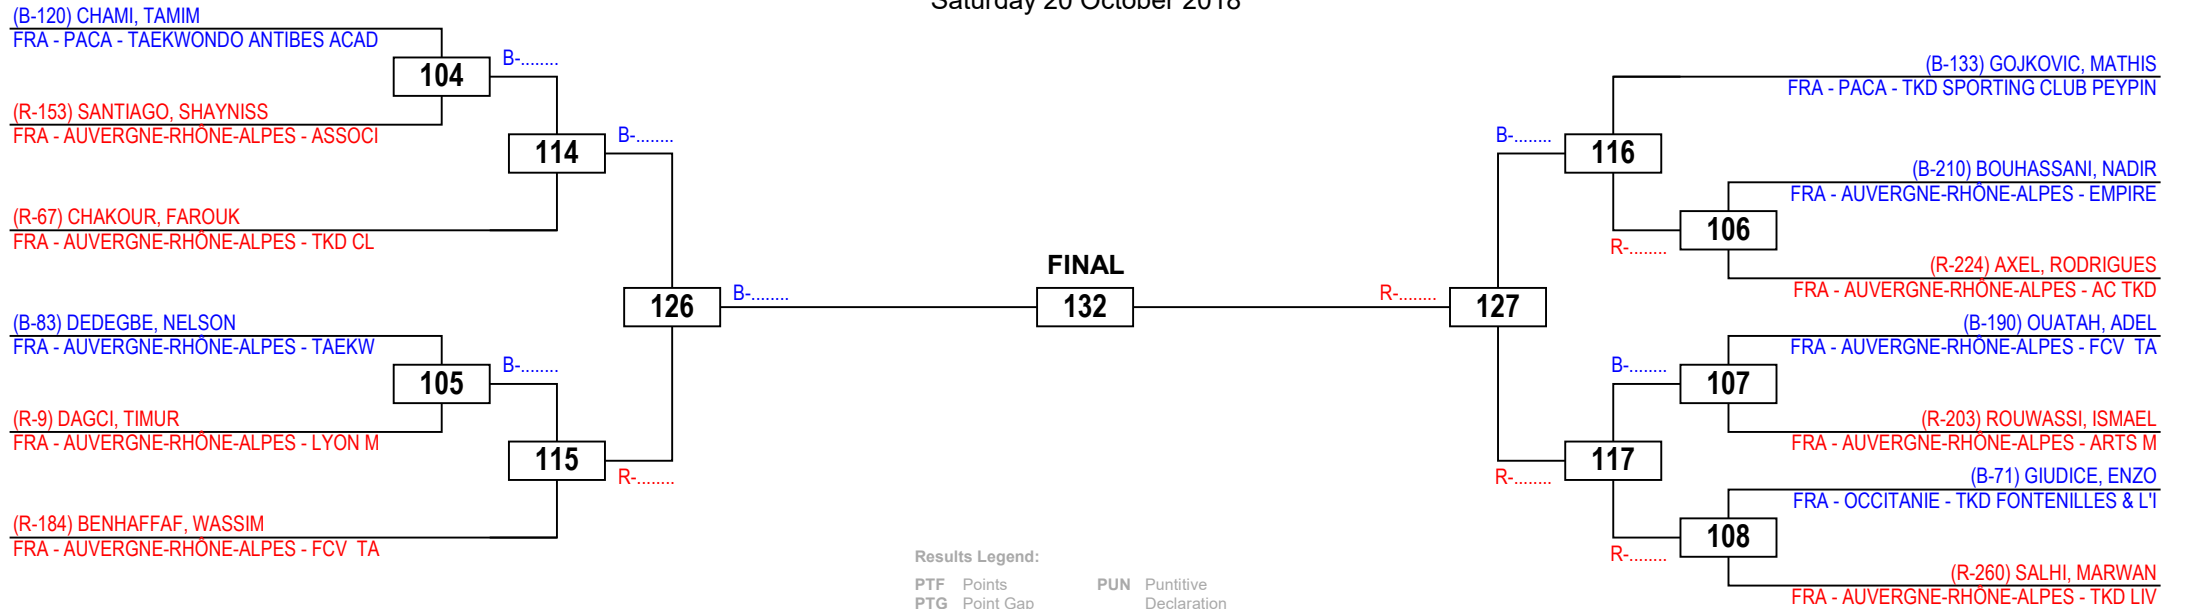 Saturday 20 October 2018
(B-120) CHAMI, TAMIM
FRA - PACA - TAEKWONDO ANTIBES ACAD
104
B-........
(R-153) SANTIAGO, SHAYNISS
FRA - AUVERGNE-RHÔNE-ALPES - ASSOCI
114
B-........
(R-67) CHAKOUR, FAROUK
FRA - AUVERGNE-RHÔNE-ALPES - TKD CL
126
B-........
(B-83) DEDEGBE, NELSON
FRA - AUVERGNE-RHÔNE-ALPES - TAEKW
105
B-........
(R-9) DAGCI, TIMUR
FRA - AUVERGNE-RHÔNE-ALPES - LYON M
115
R-........
(R-184) BENHAFFAF, WASSIM
FRA - AUVERGNE-RHÔNE-ALPES - FCV TA
FINAL
132
R-........
127
B-........
116
(B-133) GOJKOVIC, MATHIS
FRA - PACA - TKD SPORTING CLUB PEYPIN
(B-210) BOUHASSANI, NADIR
FRA - AUVERGNE-RHÔNE-ALPES - EMPIRE
106
R-........
(R-224) AXEL, RODRIGUES
FRA - AUVERGNE-RHÔNE-ALPES - AC TKD
(B-190) OUATAH, ADEL
FRA - AUVERGNE-RHÔNE-ALPES - FCV TA
B-........
107
(R-203) ROUWASSI, ISMAEL
FRA - AUVERGNE-RHÔNE-ALPES - ARTS M
117
R-........
(B-71) GIUDICE, ENZO
FRA - OCCITANIE - TKD FONTENILLES & L'I
108
R-........
(R-260) SALHI, MARWAN
FRA - AUVERGNE-RHÔNE-ALPES - TKD LIV
Results Legend:
PTF Points PUN Puntitive
PTG Point Gap Declaration